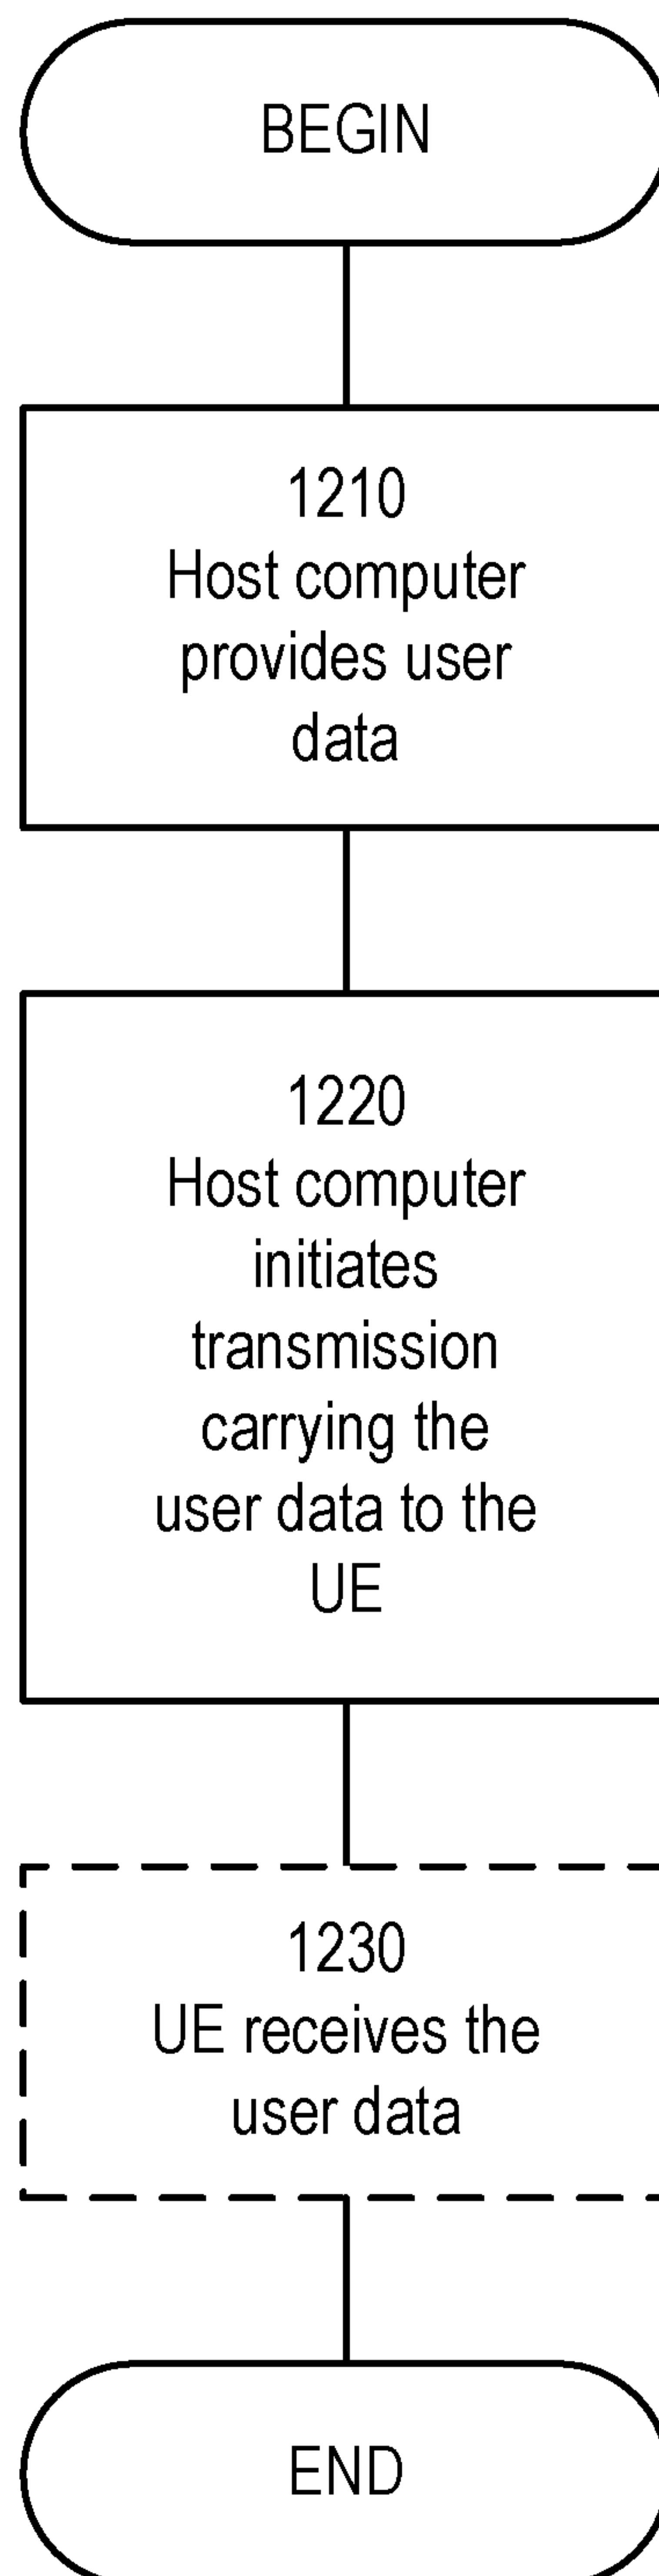 BEGIN
1210
Host computer
provides user
data
1220
Host computer
initiates
transmission
carrying the
user data to the
UE
1230
UE receives the
user data
END